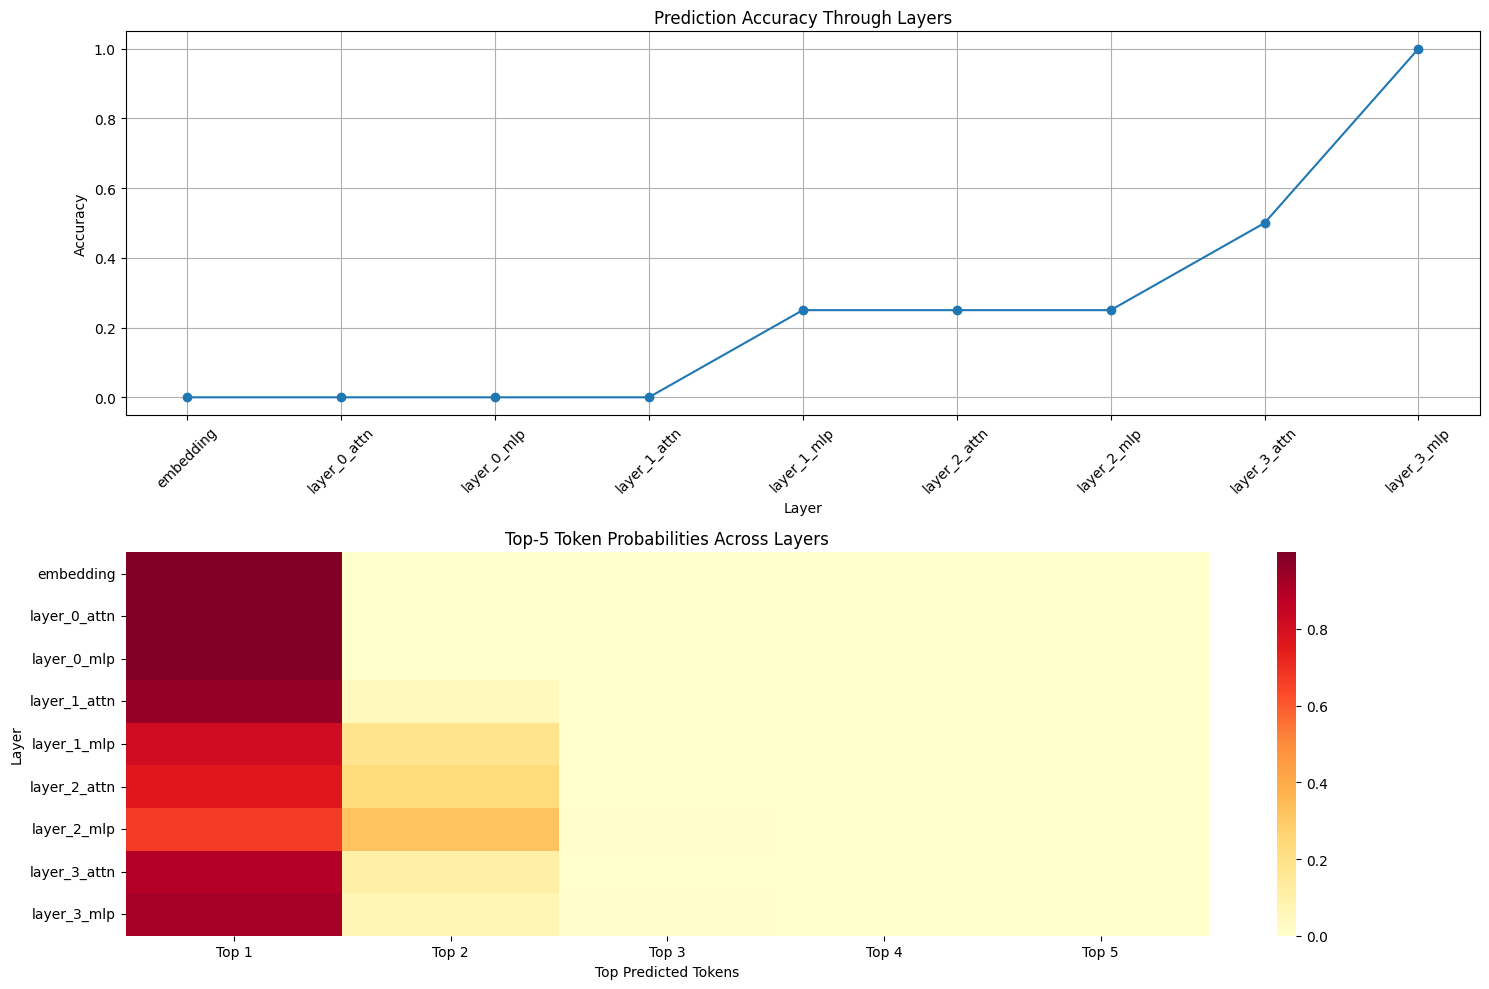 Prediction Accuracy Through Layers
1.0
0.8
0.6
0.4
0.2
0.0
Accuracy
embedding
layer_0_attn
layer_0_mlp
layer_1_attn
layer_1_mlp
layer_2_attn
layer_2_mlp
layer_3_attn
layer_3_mlp
Layer
Top-5 Token Probabilities Across Layers
embedding
layer_0_attn
layer_0_mlp
layer_1_attn
layer_1_mlp
layer_2_attn
layer_2_mlp
layer_3_attn
layer_3_mlp
Layer
Top 1
Top 2
Top 3
Top 4
Top 5
Top Predicted Tokens
0.8
0.6
0.4
0.2
0.0